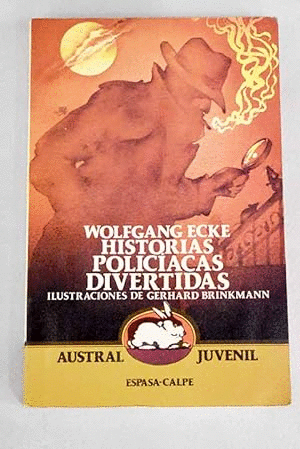 WOLFGANG ECKE
HISTORIAS
POLICÍACAS
DIVERTIDAS
ILUSTRACIONES DE GERHARD BRINKMANN
AUSTRAL JUVENIL
ESPASA-CALPE